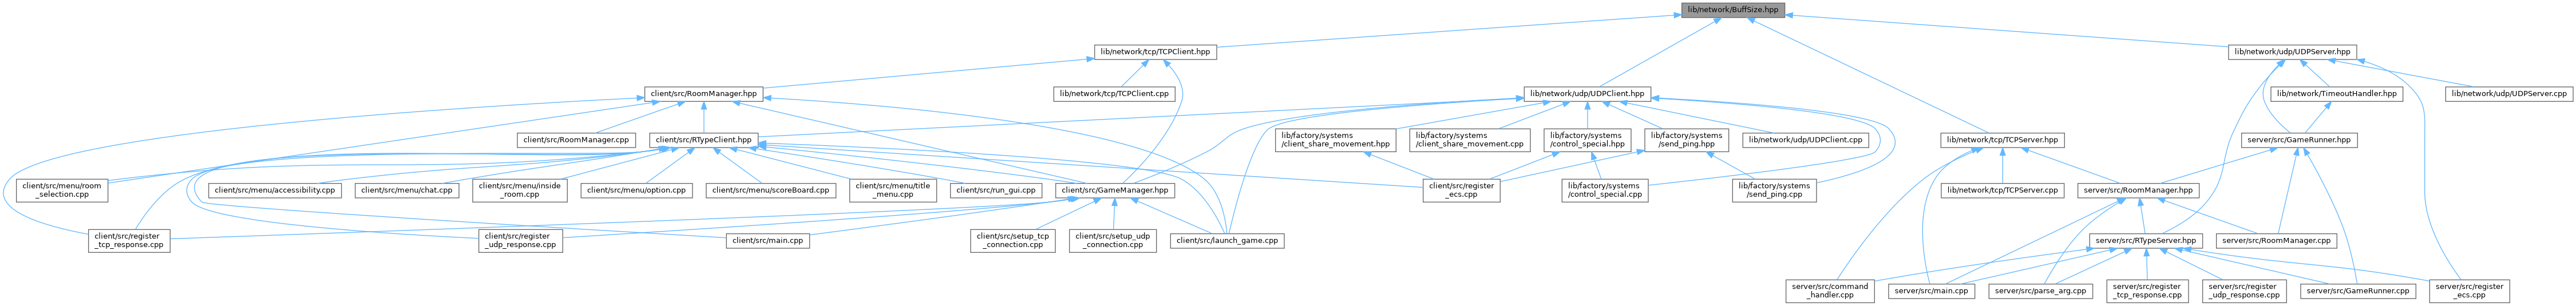 lib/network/BuffSize.hpp
lib/network/tcp/TCPClient.hpp
lib/network/udp/UDPServer.hpp
client/src/RoomManager.hpp
lib/network/tcp/TCPClient.cpp
lib/network/udp/UDPClient.hpp
lib/network/TimeoutHandler.hpp
lib/network/udp/UDPServer.cpp
client/src/RoomManager.cpp
client/src/RTypeClient.hpp
lib/factory/systems
/client_share_movement.hpp
lib/factory/systems
/client_share_movement.cpp
lib/factory/systems
/control_special.hpp
lib/factory/systems
/send_ping.hpp
lib/network/udp/UDPClient.cpp
lib/network/tcp/TCPServer.hpp
server/src/GameRunner.hpp
client/src/menu/room
_selection.cpp
client/src/menu/accessibility.cpp
client/src/menu/chat.cpp
client/src/menu/inside
_room.cpp
client/src/menu/option.cpp
client/src/menu/scoreBoard.cpp
client/src/menu/title
_menu.cpp
client/src/run_gui.cpp
client/src/GameManager.hpp
client/src/register
_ecs.cpp
lib/factory/systems
/control_special.cpp
lib/factory/systems
/send_ping.cpp
lib/network/tcp/TCPServer.cpp
server/src/RoomManager.hpp
client/src/register
_tcp_response.cpp
client/src/register
_udp_response.cpp
client/src/main.cpp
client/src/setup_tcp
_connection.cpp
client/src/setup_udp
_connection.cpp
client/src/launch_game.cpp
server/src/RTypeServer.hpp
server/src/RoomManager.cpp
server/src/command
_handler.cpp
server/src/main.cpp
server/src/parse_arg.cpp
server/src/register
_tcp_response.cpp
server/src/register
_udp_response.cpp
server/src/GameRunner.cpp
server/src/register
_ecs.cpp